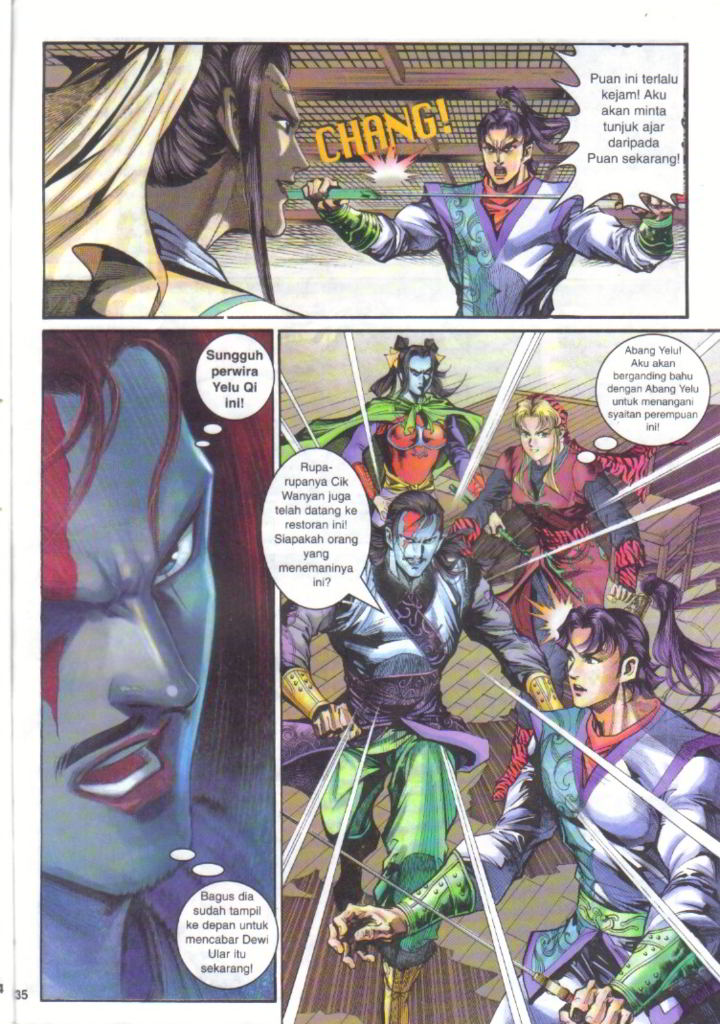 CHANG!
Puan ini terlalu
kejam! Aku
akan minta
tunjuk ajar
daripada
Puan sekarang!
Sungguh
perwira
Yelu Qi
ini!
Bagus dia
sudah tampil
ke depan untuk
mencabar Dewi
Ular itu
sekarang!
Abang Yelu!
Aku akan
berganding bahu
dengan Abang Yelu
untuk menangani
syaitan perempuan
ini!
Rupa-
rupanya Cik
Wanyan juga
telah datang ke
restoran ini!
Siapakah orang
yang
menemaninya
ini?
35